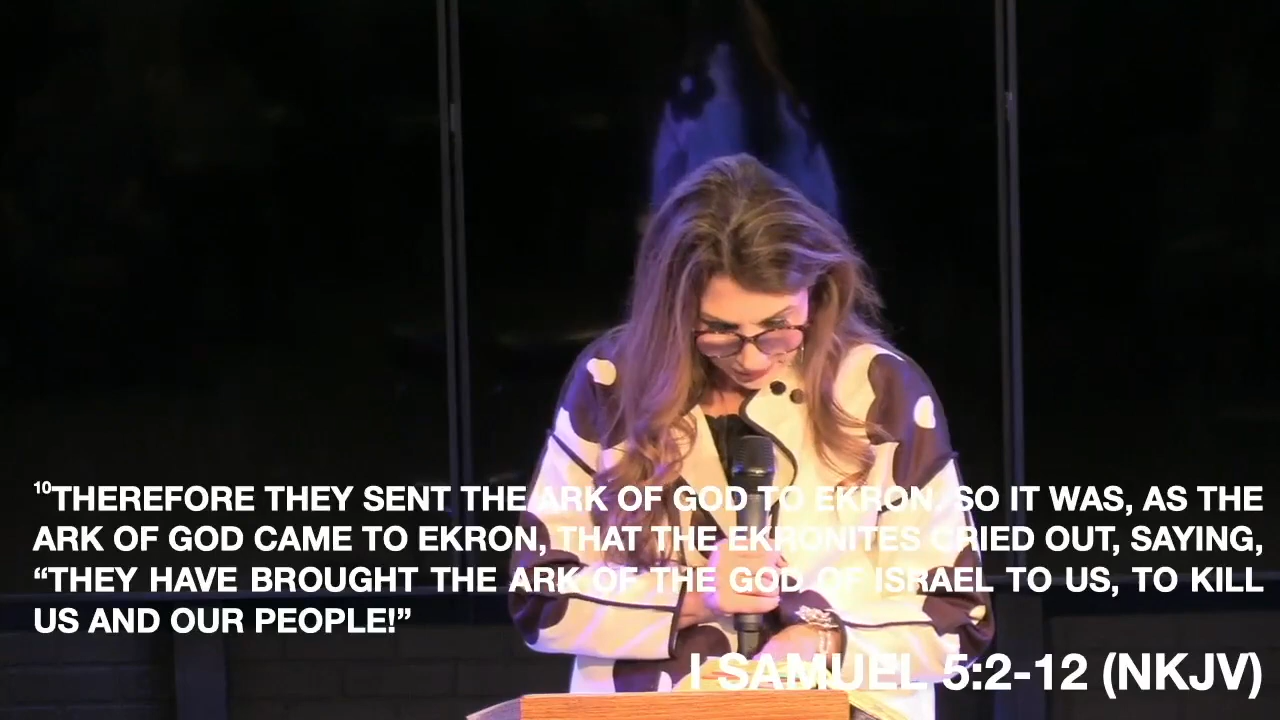 10THEREFORE THEY SENT THE ARK OF GOD TO EKRON. SO IT WAS, AS THE
ARK OF GOD CAME TO EKRON, THAT THE EKRONITES CRIED OUT, SAYING,
“THEY HAVE BROUGHT THE ARK OF THE GOD OF ISRAEL TO US, TO KILL
US AND OUR PEOPLE!”
I SAMUEL 5:2-12 (NKJV)